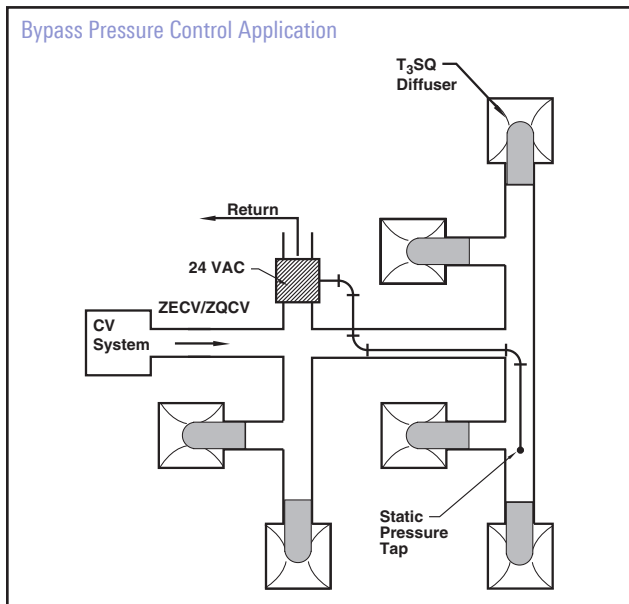 Bypass Pressure Control Application
T₃SQ
Diffuser
Return
24 VAC
ZECV/ZQCV
CV
System
Static
Pressure
Tap